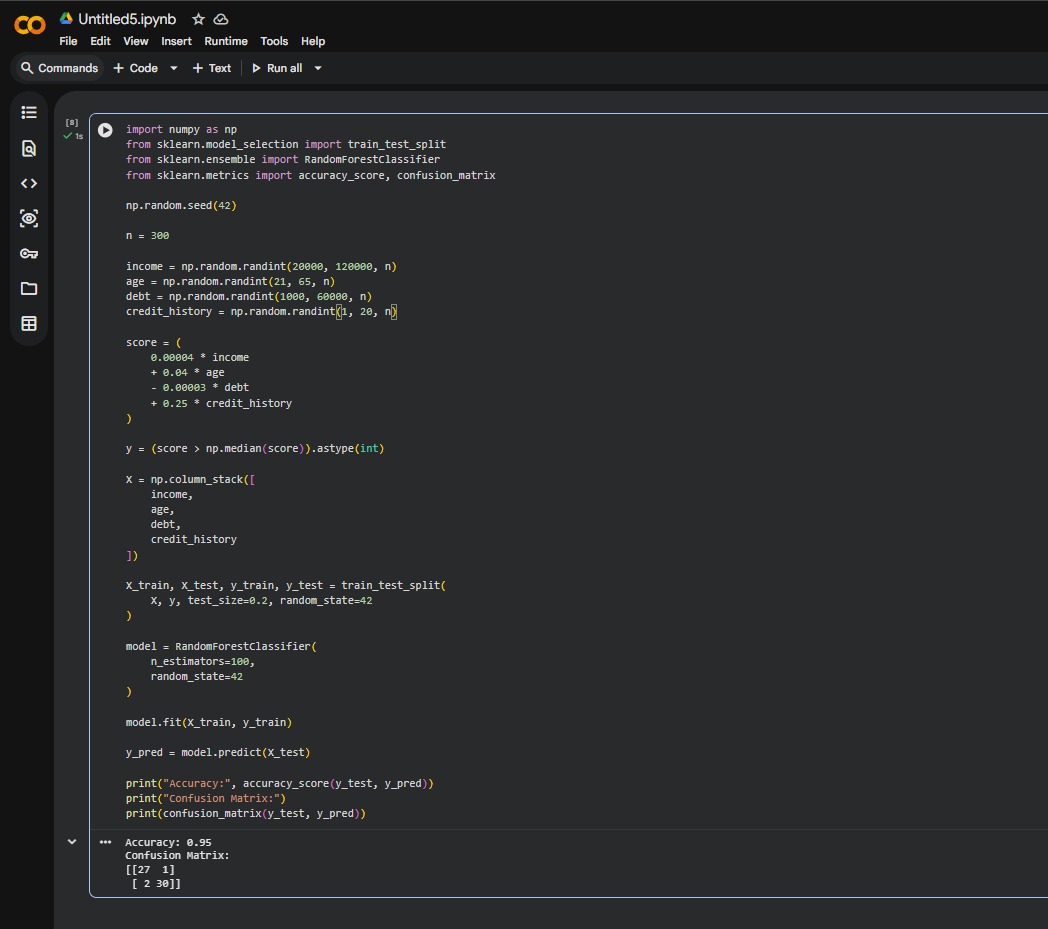 Untitled5.ipynb
File Edit View Insert Runtime Tools Help
Commands + Code + Text Run all
[8]
1s
import numpy as np
from sklearn.model_selection import train_test_split
from sklearn.ensemble import RandomForestClassifier
from sklearn.metrics import accuracy_score, confusion_matrix
np.random.seed(42)
n = 300
income = np.random.randint(20000, 120000, n)
age = np.random.randint(21, 65, n)
debt = np.random.randint(1000, 60000, n)
credit_history = np.random.randint(1, 20, n)
score = (
    0.00004 * income
    + 0.04 * age
    - 0.00003 * debt
    + 0.25 * credit_history
)
y = (score > np.median(score)).astype(int)
X = np.column_stack([
    income,
    age,
    debt,
    credit_history
])
X_train, X_test, y_train, y_test = train_test_split(
    X, y, test_size=0.2, random_state=42
)
model = RandomForestClassifier(
    n_estimators=100,
    random_state=42
)
model.fit(X_train, y_train)
y_pred = model.predict(X_test)
print("Accuracy:", accuracy_score(y_test, y_pred))
print("Confusion Matrix:")
print(confusion_matrix(y_test, y_pred))
Accuracy: 0.95
Confusion Matrix:
[[27  1]
 [ 2 30]]